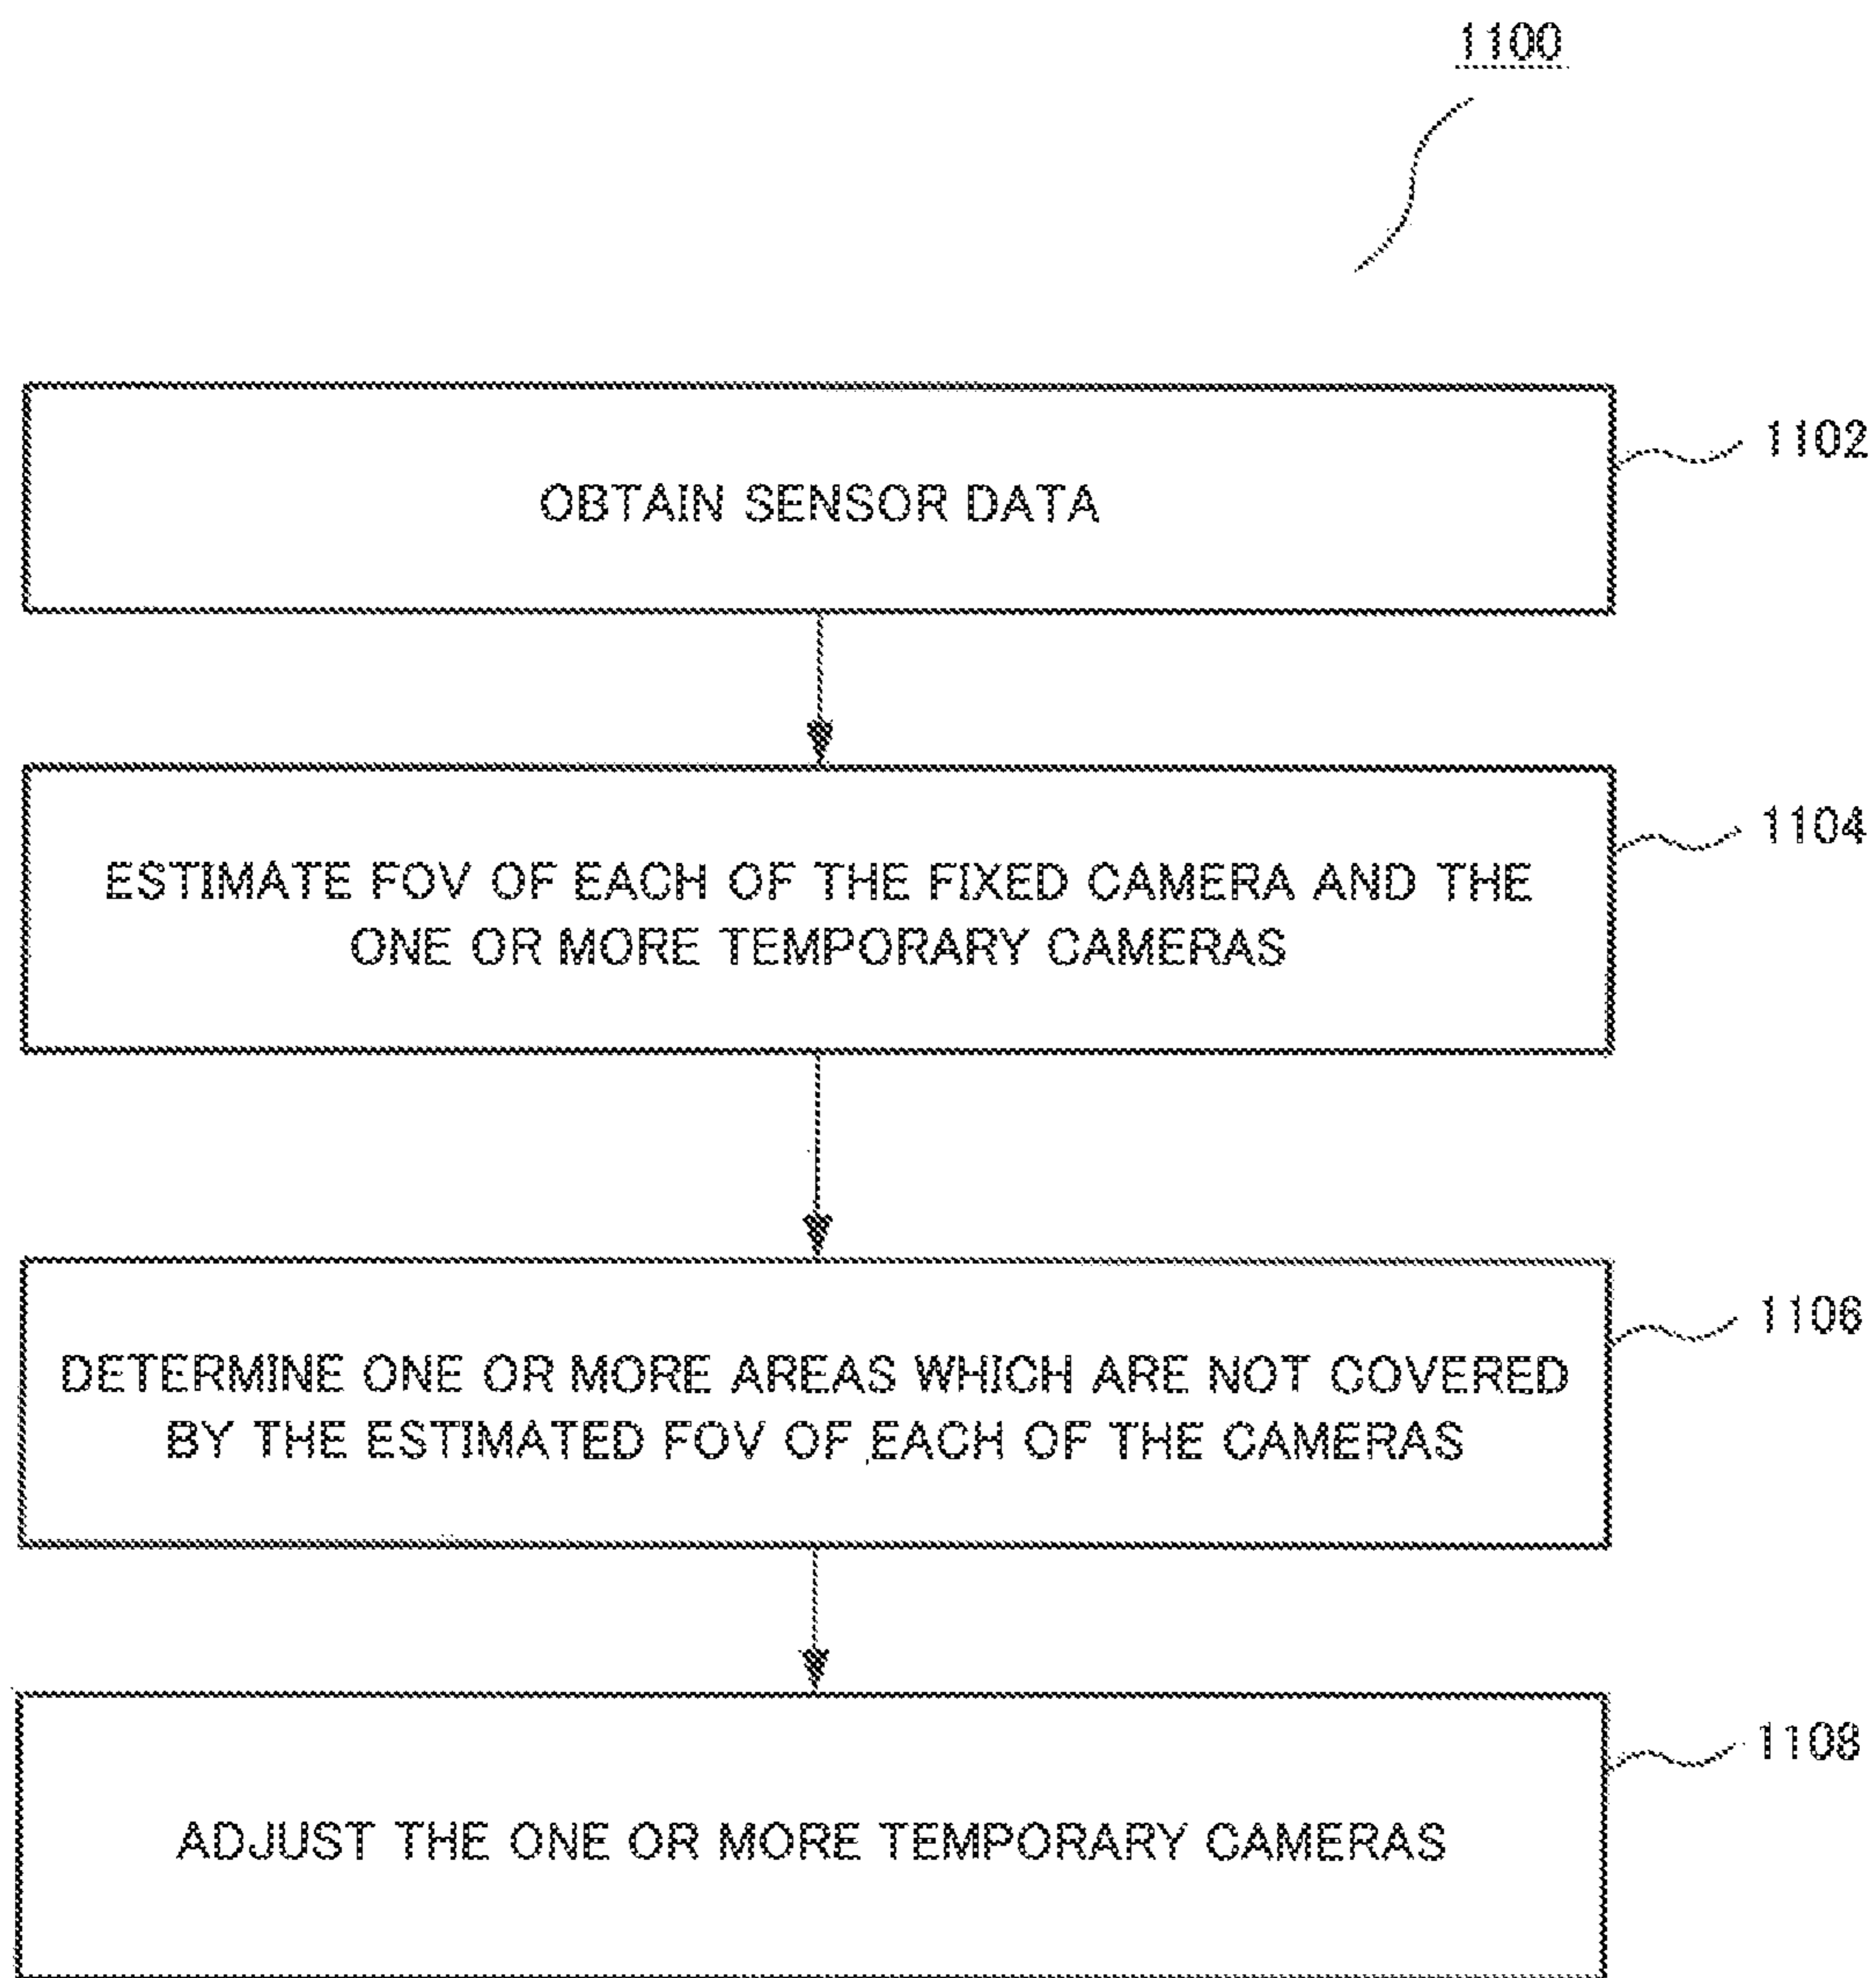 1100
OBTAIN SENSOR DATA
1102
ESTIMATE FOV OF EACH OF THE FIXED CAMERA AND THE
ONE OR MORE TEMPORARY CAMERAS
1104
DETERMINE ONE OR MORE AREAS WHICH ARE NOT COVERED
BY THE ESTIMATED FOV OF EACH OF THE CAMERAS
1106
ADJUST THE ONE OR MORE TEMPORARY CAMERAS
1108